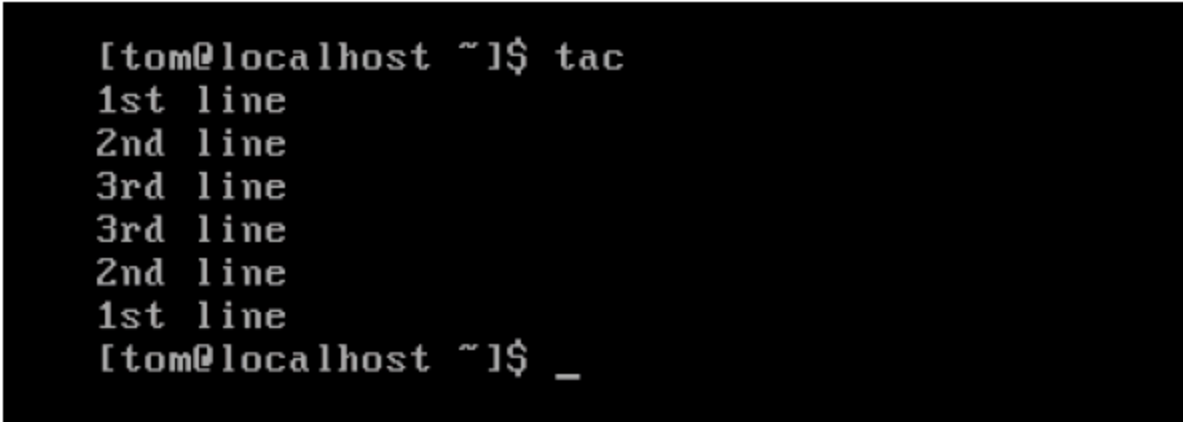 [tom@localhost ~]$ tac
1st line
2nd line
3rd line
3rd line
2nd line
1st line
[tom@localhost ~]$ _